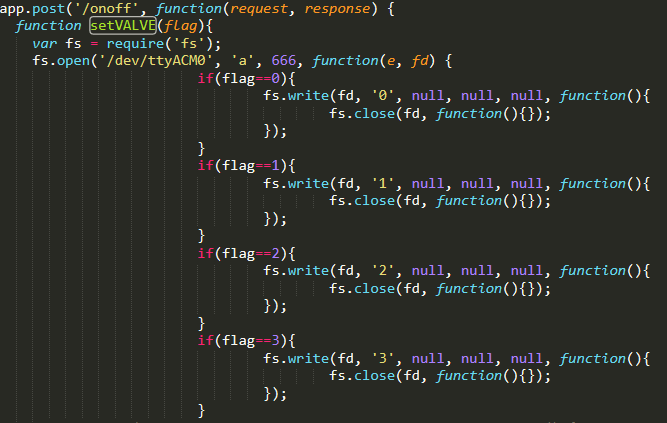 app.post('/onoff', function(request, response) {
function setVALVE(flag){
var fs = require('fs');
fs.open('/dev/ttyACM0', 'a', 666, function(e, fd) {
if(flag==0){
fs.write(fd, '0', null, null, null, function(){
fs.close(fd, function(){});
});
}
if(flag==1){
fs.write(fd, '1', null, null, null, function(){
fs.close(fd, function(){});
});
}
if(flag==2){
fs.write(fd, '2', null, null, null, function(){
fs.close(fd, function(){});
});
}
if(flag==3){
fs.write(fd, '3', null, null, null, function(){
fs.close(fd, function(){});
});
}